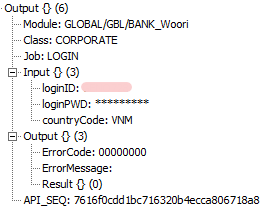 Output {} (6)
Module: GLOBAL/GBL/BANK_Woori
Class: CORPORATE
Job: LOGIN
Input {} (3)
loginID:
loginPWD: *********
countryCode: VNM
Output {} (3)
ErrorCode: 00000000
ErrorMessage:
Result {} (0)
API_SEQ: 7616f0cdd1bc716320b4ecca806718a8